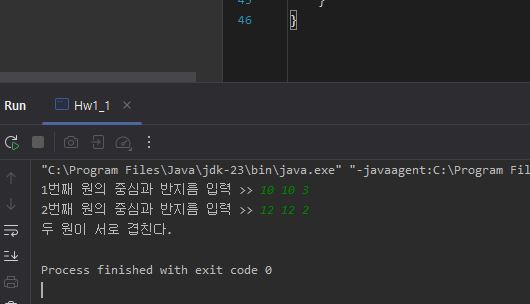 46 }
Run Hw1_1
"C:\Program Files\Java\jdk-23\bin\java.exe" "-javaagent:C:\Program Fil
1번째 원의 중심과 반지름 입력 >> 10 10 3
2번째 원의 중심과 반지름 입력 >> 12 12 2
두 원이 서로 겹친다.
Process finished with exit code 0